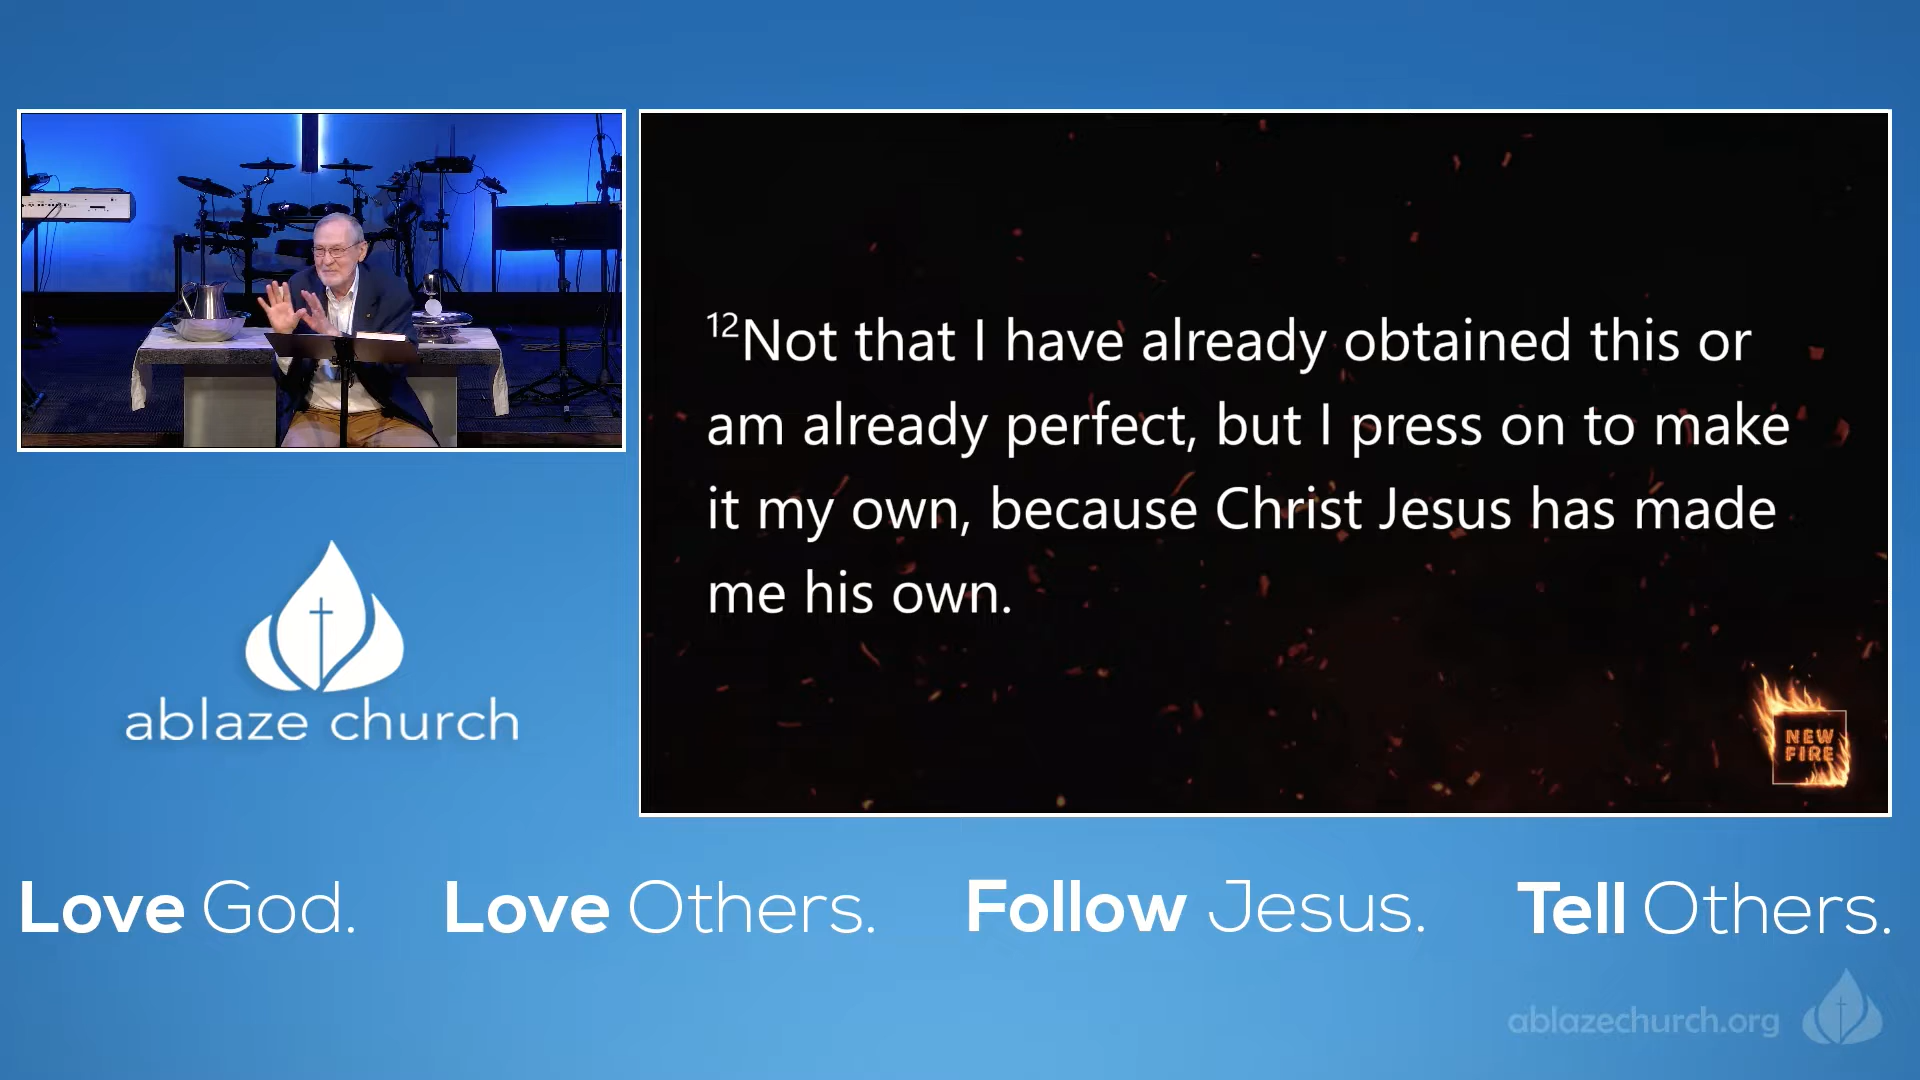 ¹²Not that I have already obtained this or
am already perfect, but I press on to make
it my own, because Christ Jesus has made
me his own.
NEW
FIRE
ablaze church
Love God. Love Others. Follow Jesus. Tell Others.
ablazechurch.org